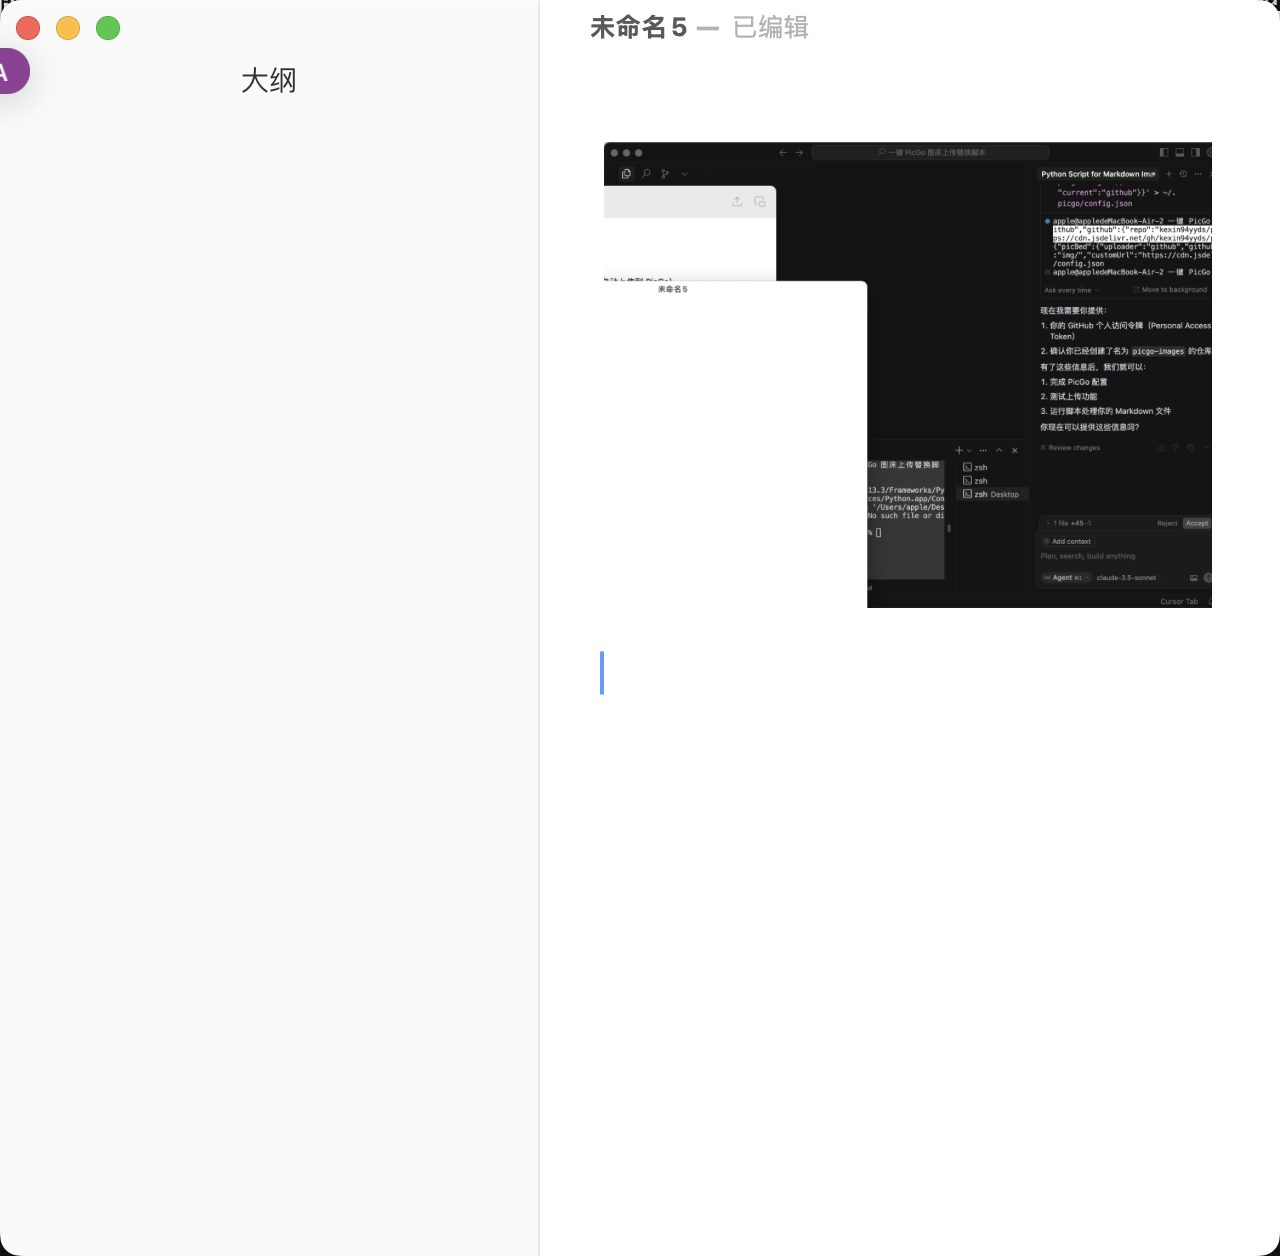 A
大纲
未命名 5 — 已编辑
一键 PicGo 图床上传替换脚本
Python Script for Markdown Ima
"current":"github"}}' > ~/.
picgo/config.json
apple@appledeMacBook-Air-2 一键 PicGo
ithub","github":{"repo":"kexin94yyds/p
ps://cdn.jsdelivr.net/gh/kexin94yyds/p
{"picBed":{"uploader":"github","githu
:"img/","customUrl":"https://cdn.jsde
/config.json
apple@appledeMacBook-Air-2 一键 PicGo
Ask every time
Move to background
未命名 5
现在我需要你提供：
1. 你的 GitHub 个人访问令牌（Personal Access
Token）
2. 确认你已经创建了名为 picgo-images 的仓库
有了这些信息后，我们就可以：
1. 完成 PicGo 配置
2. 测试上传功能
3. 运行脚本处理你的 Markdown 文件
你现在可以提供这些信息吗？
Review changes
Go 图床上传替换脚
13.3/Frameworks/Py
rces/Python.app/Con
'/Users/apple/Des
No such file or di
%
zsh
zsh
zsh Desktop
1 file +45 -1
Reject
Accept
Add context
Plan, search, build anything
Agent ⌘I
claude-3.5-sonnet
Cursor Tab